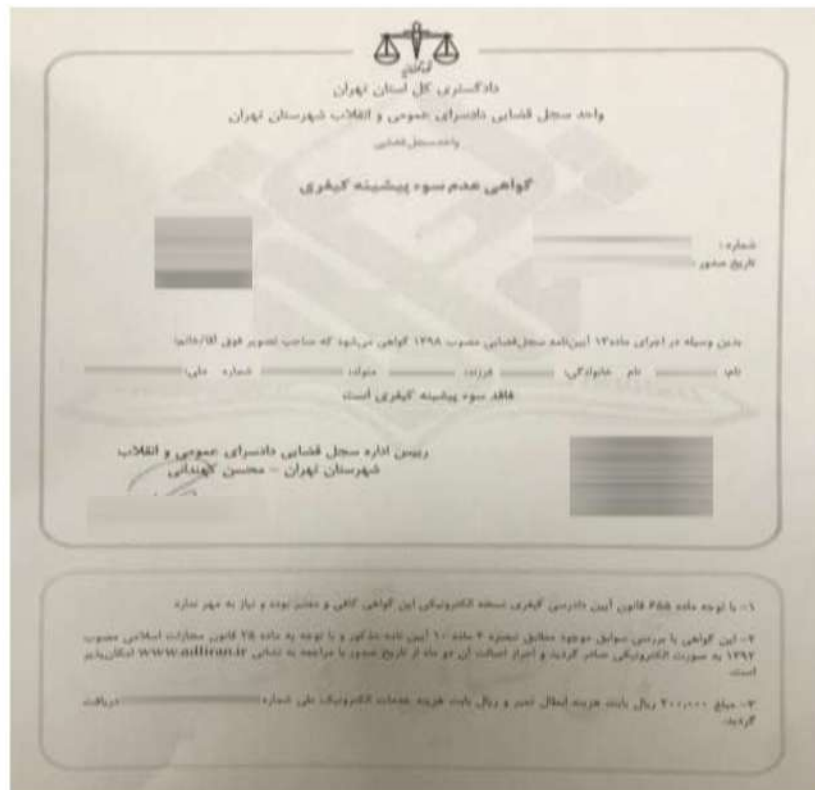 دادگستری کل استان تهران
واحد سجل قضایی دادسرای عمومی و انقلاب شهرستان تهران
واحد سجل قضایی
گواهی عدم سوء پیشینه کیفری
شماره :
تاریخ صدور :
بدین وسیله در اجرای ماده ۱۳ آیین‌نامه سجل قضایی مصوب ۱۳۹۸ گواهی می‌شود که صاحب تصویر فوق آقا/خانم:
نام: نام خانوادگی: فرزند: متولد: شماره ملی:
فاقد سوء پیشینه کیفری است.
رییس اداره سجل قضایی دادسرای عمومی و انقلاب
شهرستان تهران - محسن کهندانی
۱- با توجه ماده ۶۵۵ قانون آیین دادرسی کیفری نسخه الکترونیکی این گواهی کافی و معتبر بوده و نیاز به مهر ندارد.
۲- این گواهی با بررسی سوابق موجود مطابق تبصره ۴ ماده ۱۰ آیین نامه مذکور و با توجه به ماده ۲۵ قانون مجازات اسلامی مصوب
۱۳۹۲ به صورت الکترونیکی صادر گردید و احراز اصالت آن دو ماه از تاریخ صدور با مراجعه به نشانی www.adliran.ir امکان‌پذیر
است.
۳- مبلغ ۲۰۰,۰۰۰ ریال بابت هزینه ابطال تمبر و ریال بابت هزینه خدمات الکترونیک طی شماره دریافت
گردید.